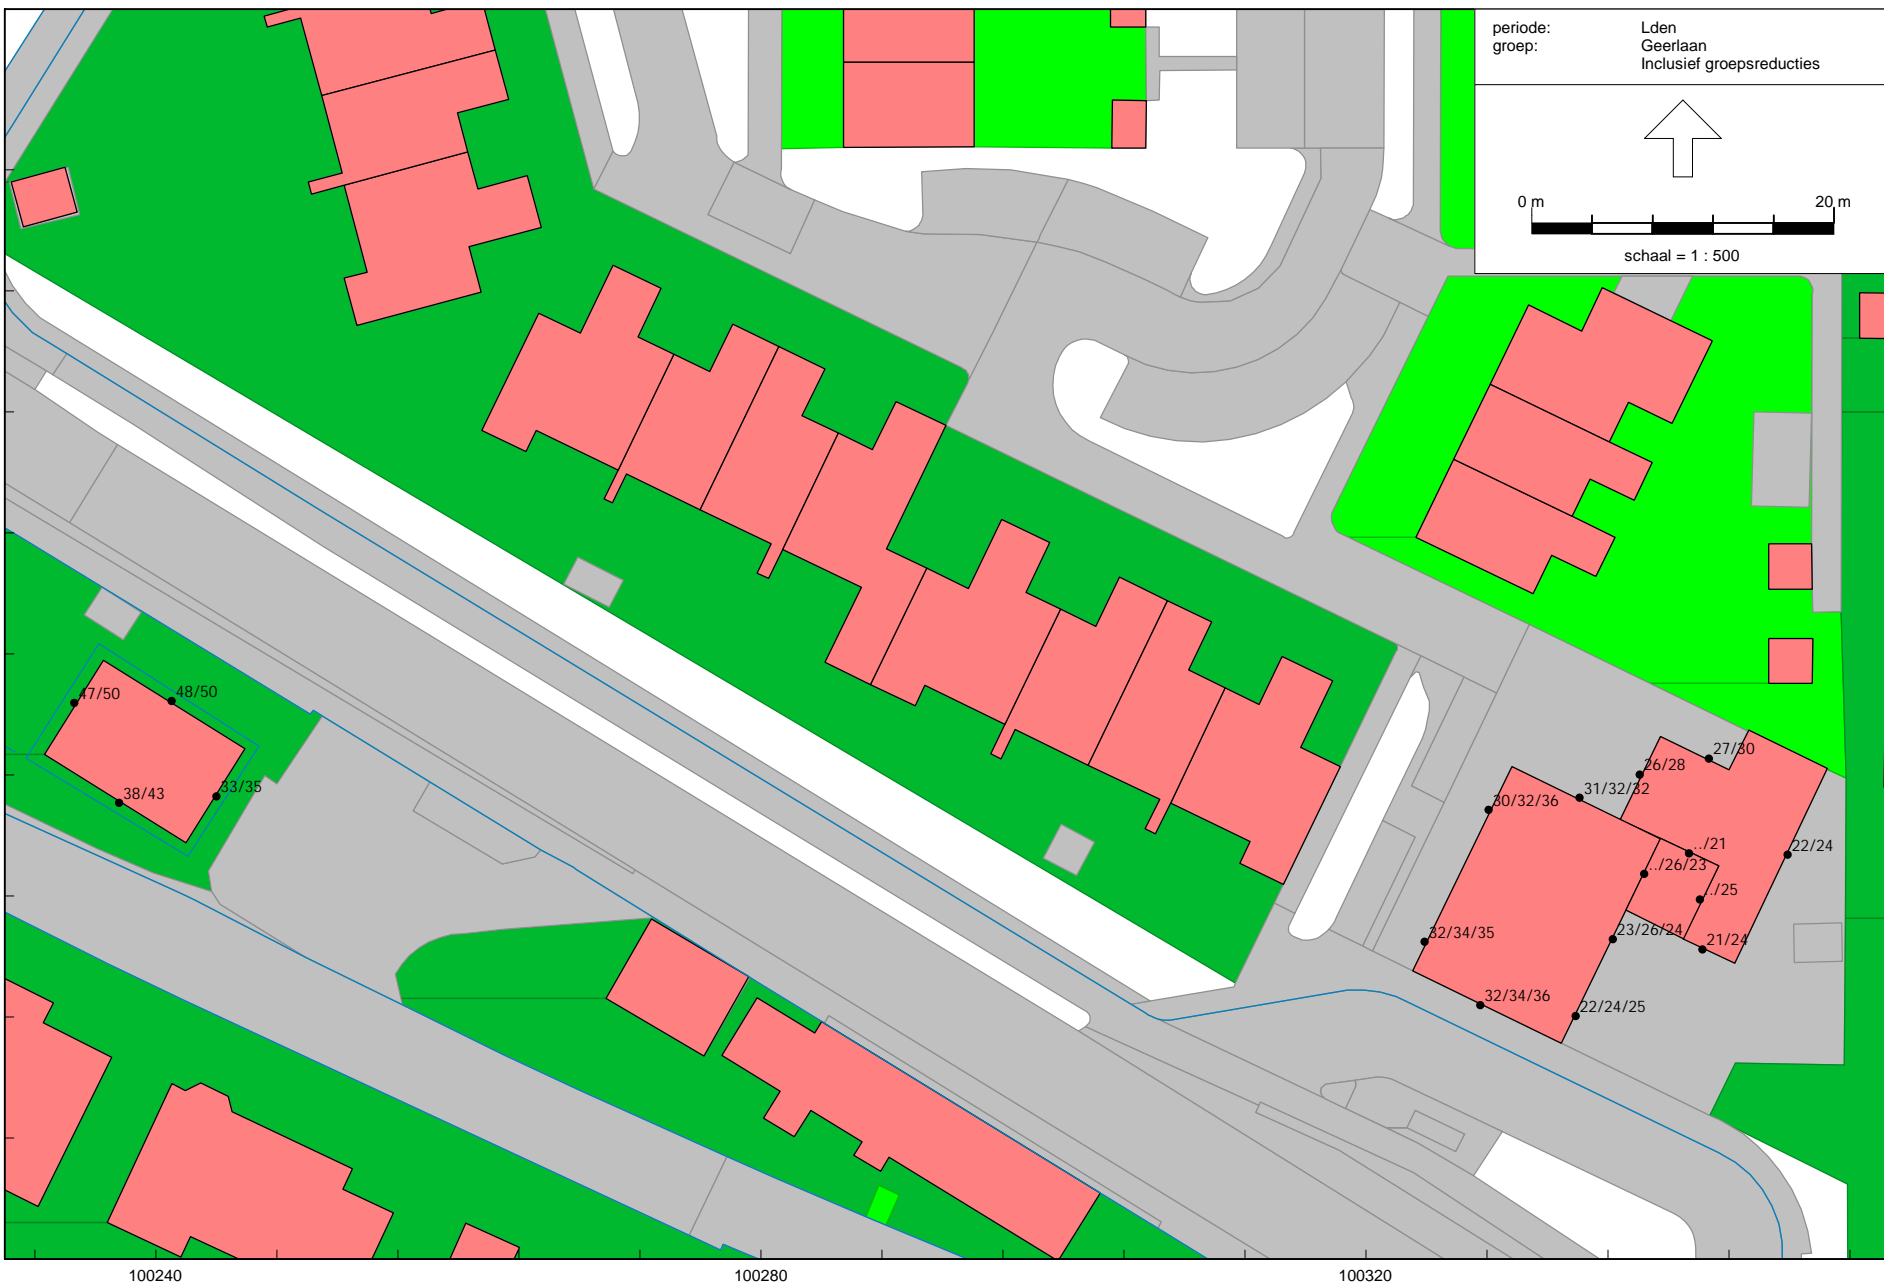 periode: Lden
groep: Geerlaan
Inclusief groepsreducties
0 m 20 m
schaal = 1 : 500
47/50
48/50
38/43
33/35
27/30
26/28
31/32/32
30/32/36
../21
22/24
../26/23
../25
32/34/35
23/26/24
21/24
32/34/36
22/24/25
100240 100280 100320